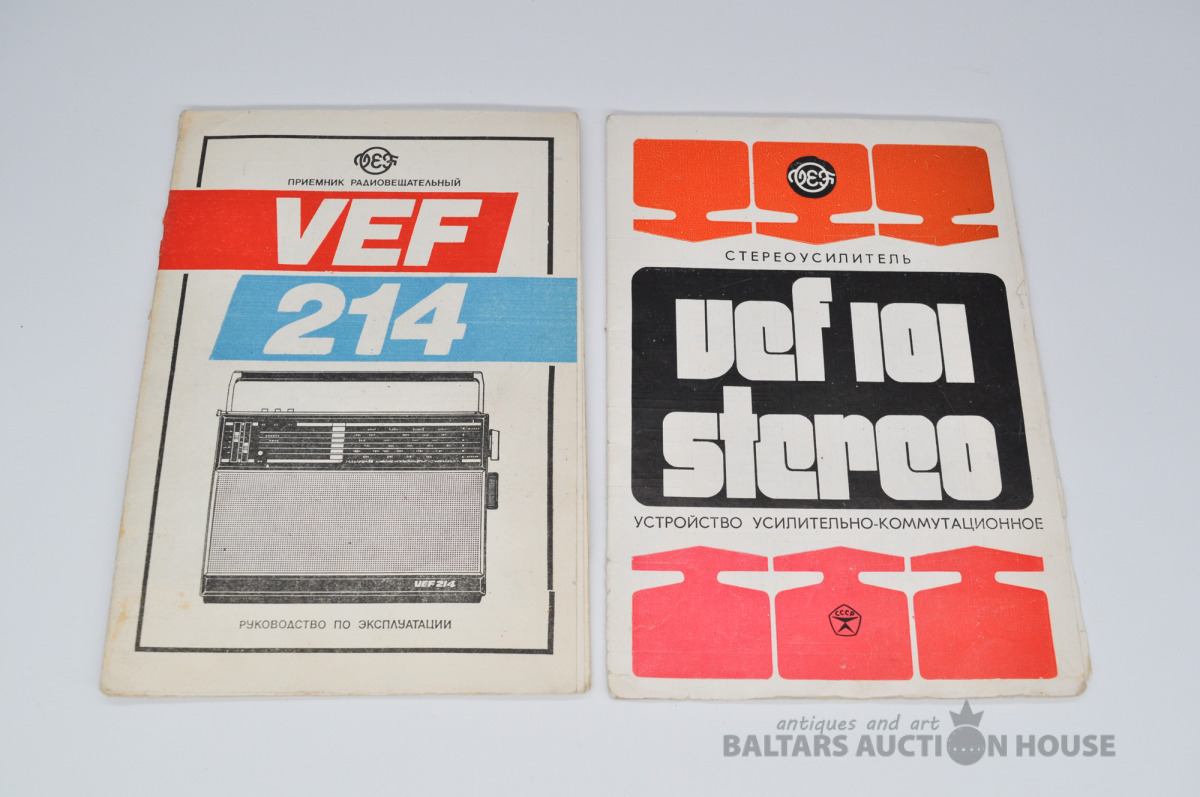 VEF
ПРИЕМНИК РАДИОВЕЩАТЕЛЬНЫЙ
VEF
214
VEF 214
РУКОВОДСТВО ПО ЭКСПЛУАТАЦИИ
VEF
СТЕРЕОУСИЛИТЕЛЬ
vef 101
stereo
УСТРОЙСТВО УСИЛИТЕЛЬНО-КОММУТАЦИОННОЕ
СССР
antiques and art
BALTARS AUCTION HOUSE